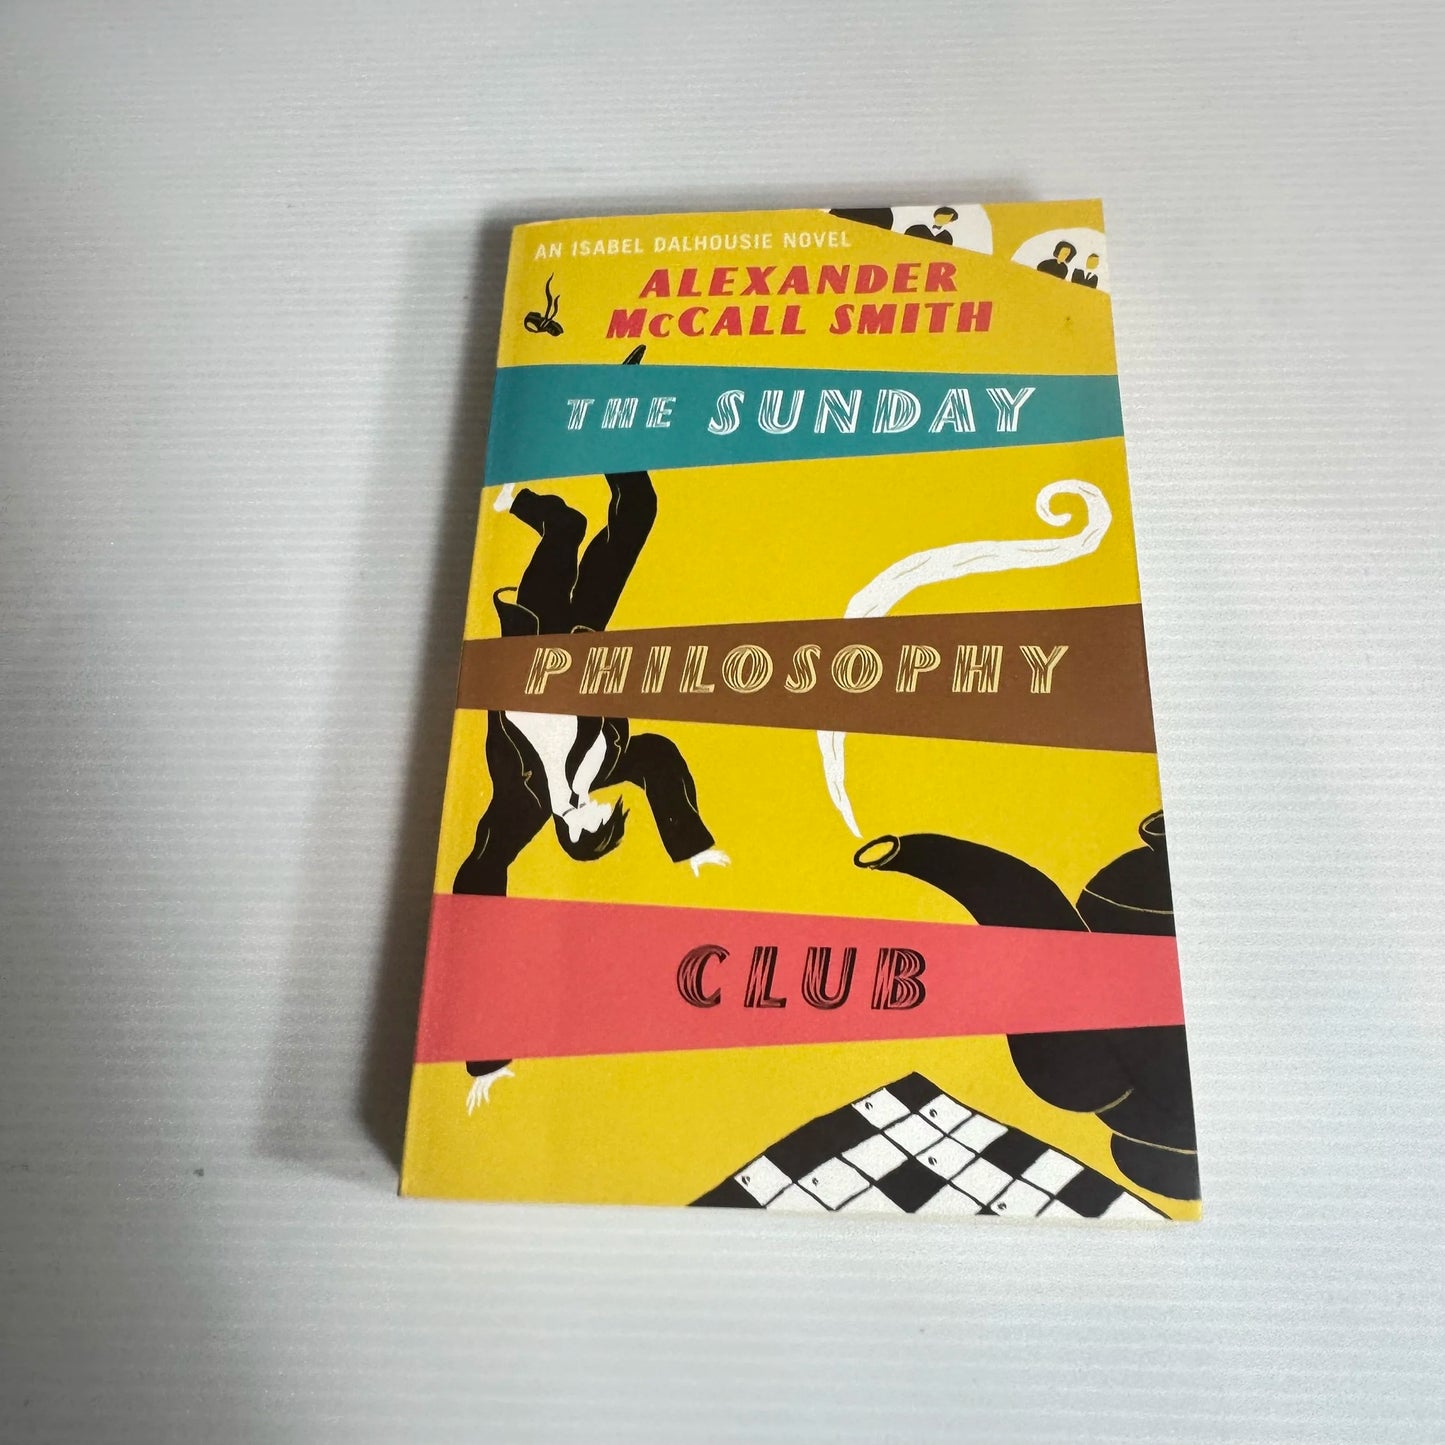 AN ISABEL DALHOUSIE NOVEL
ALEXANDER
McCALL SMITH
THE SUNDAY
PHILOSOPHY
CLUB